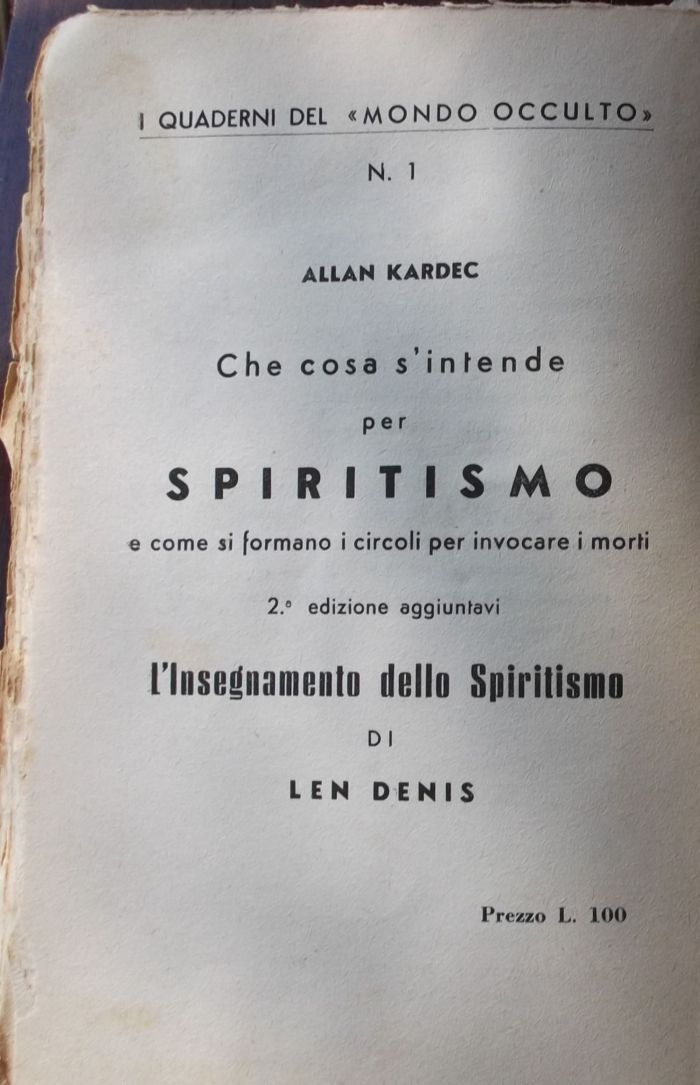 I QUADERNI DEL «MONDO OCCULTO»
N. 1
ALLAN KARDEC
Che cosa s'intende
per
SPIRITISMO
e come si formano i circoli per invocare i morti
2.ª edizione aggiuntavi
l'Insegnamento dello Spiritismo
DI
LEN DENIS
Prezzo L. 100